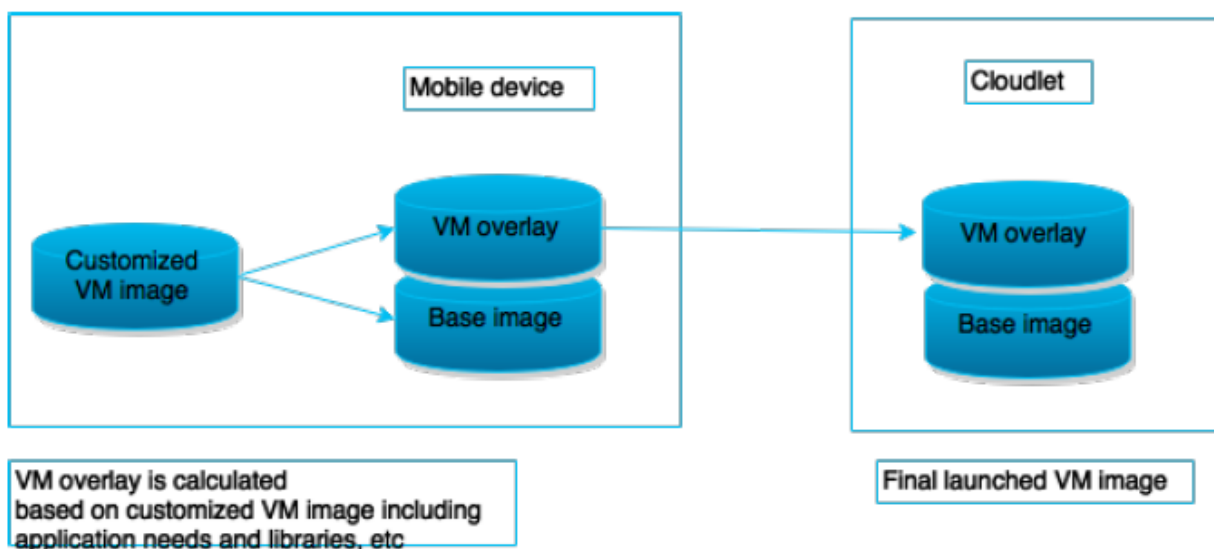 Mobile device
Cloudlet
Customized
VM image
VM overlay
Base image
VM overlay
Base image
VM overlay is calculated
based on customized VM image including
application needs and libraries, etc
Final launched VM image